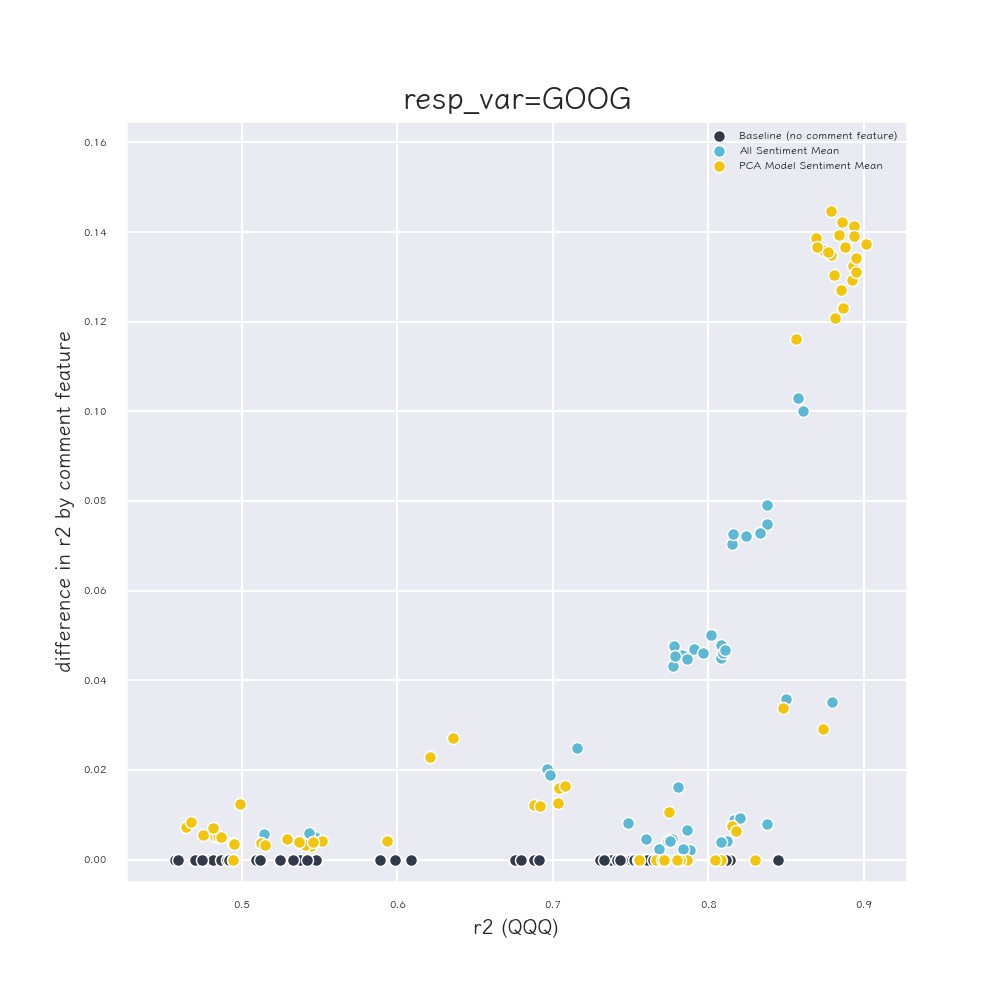 resp_var=GOOG
Baseline (no comment feature)
All Sentiment Mean
PCA Model Sentiment Mean
0.16
0.14
0.12
0.10
0.08
0.06
0.04
0.02
0.00
difference in r2 by comment feature
0.5 0.6 0.7 0.8 0.9
r2 (QQQ)